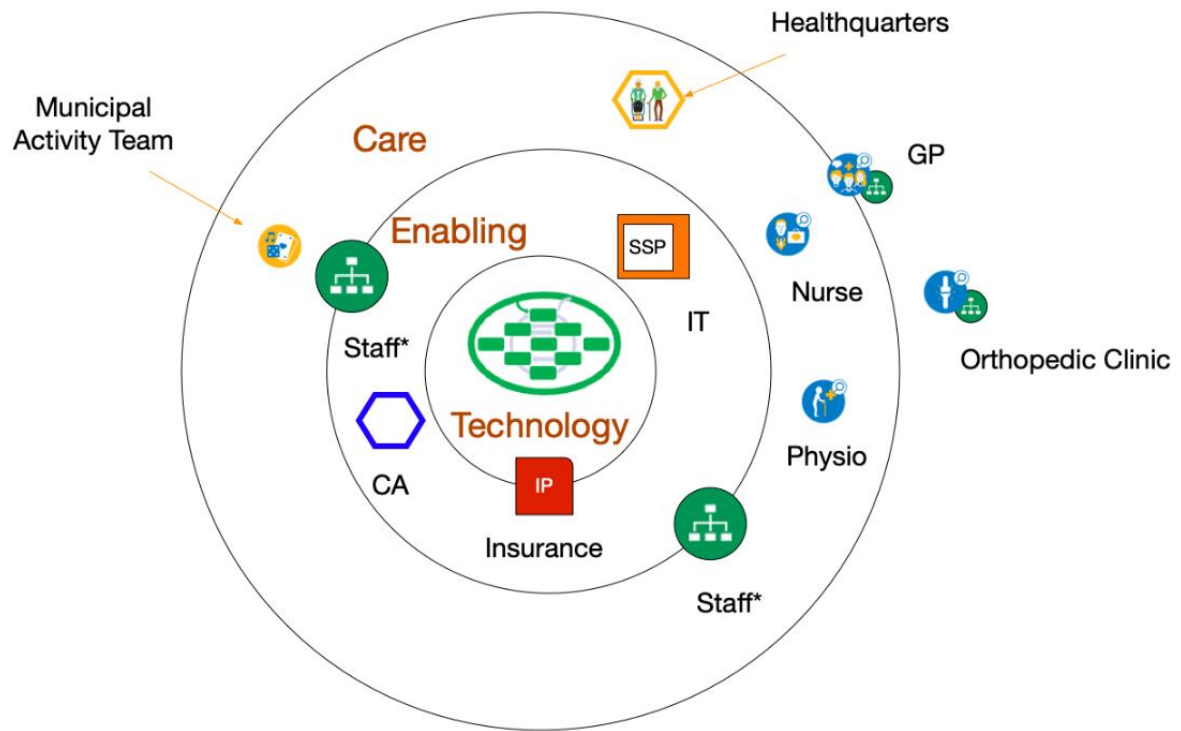 Healthquarters
Municipal
Activity Team
Care
GP
Enabling
SSP
Nurse
IT
Staff*
Orthopedic Clinic
Technology
Physio
CA
IP
Insurance
Staff*